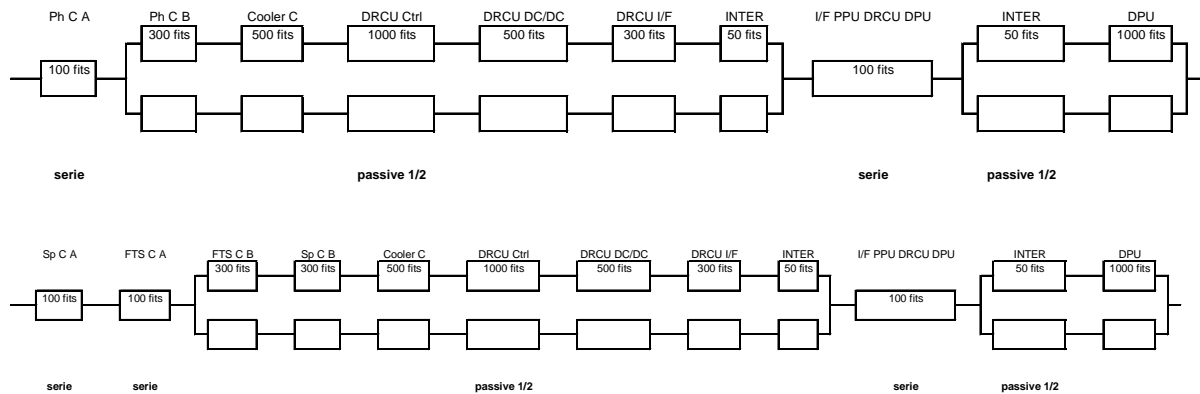 Ph C A Ph C B Cooler C DRCU Ctrl DRCU DC/DC DRCU I/F INTER I/F PPU DRCU DPU INTER DPU
300 fits 500 fits 1000 fits 500 fits 300 fits 50 fits 50 fits 1000 fits
100 fits 100 fits
serie passive 1/2 serie passive 1/2
Sp C A FTS C A FTS C B Sp C B Cooler C DRCU Ctrl DRCU DC/DC DRCU I/F INTER I/F PPU DRCU DPU INTER DPU
300 fits 300 fits 500 fits 1000 fits 500 fits 300 fits 50 fits 50 fits 1000 fits
100 fits 100 fits 100 fits
serie serie passive 1/2 serie passive 1/2